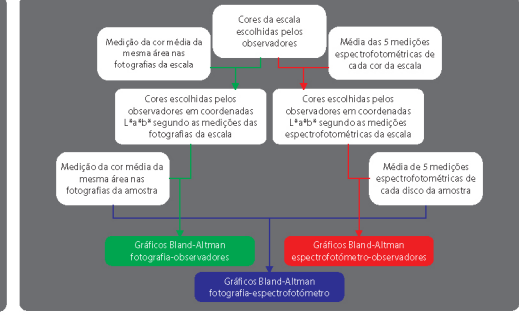 Cores da escala
escolhidas pelos
observadores
Medição da cor média da
mesma área nas
fotografias da escala
Média das 5 medições
espectrofotométricas de
cada cor da escala
Cores escolhidas pelos
observadores em coordenadas
L*a*b* segundo as medições das
fotografias da escala
Cores escolhidas pelos
observadores em coordenadas
L*a*b* segundo as medições
espectrofotométricas da escala
Medição da cor média da
mesma área nas
fotografias da amostra
Média de 5 medições
espectrofotométricas de
cada disco da amostra
Gráficos Bland-Altman
fotografia-observadores
Gráficos Bland-Altman
espectrofotómetro-observadores
Gráficos Bland-Altman
fotografia-espectrofotómetro